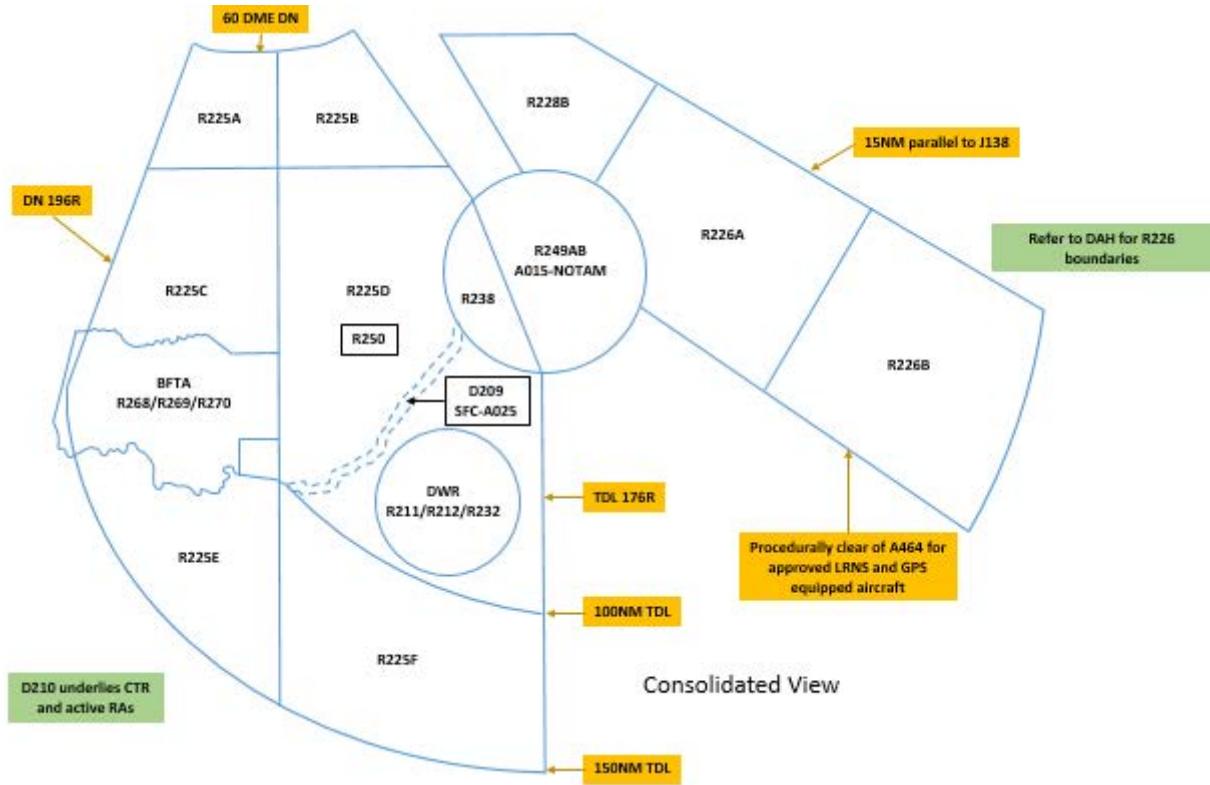 60 DME DN
R225A
R225B
R228B
15NM parallel to J138
DN 196R
R226A
Refer to DAH for R226
boundaries
R249AB
A015-NOTAM
R225C
R225D
R238
R250
R226B
BFTA
R268/R269/R270
D209
SFC-A025
DWR
R211/R212/R232
TDL 176R
Procedurally clear of A464 for
approved LRNS and GPS
equipped aircraft
R225E
100NM TDL
R225F
Consolidated View
D210 underlies CTR
and active RAs
150NM TDL